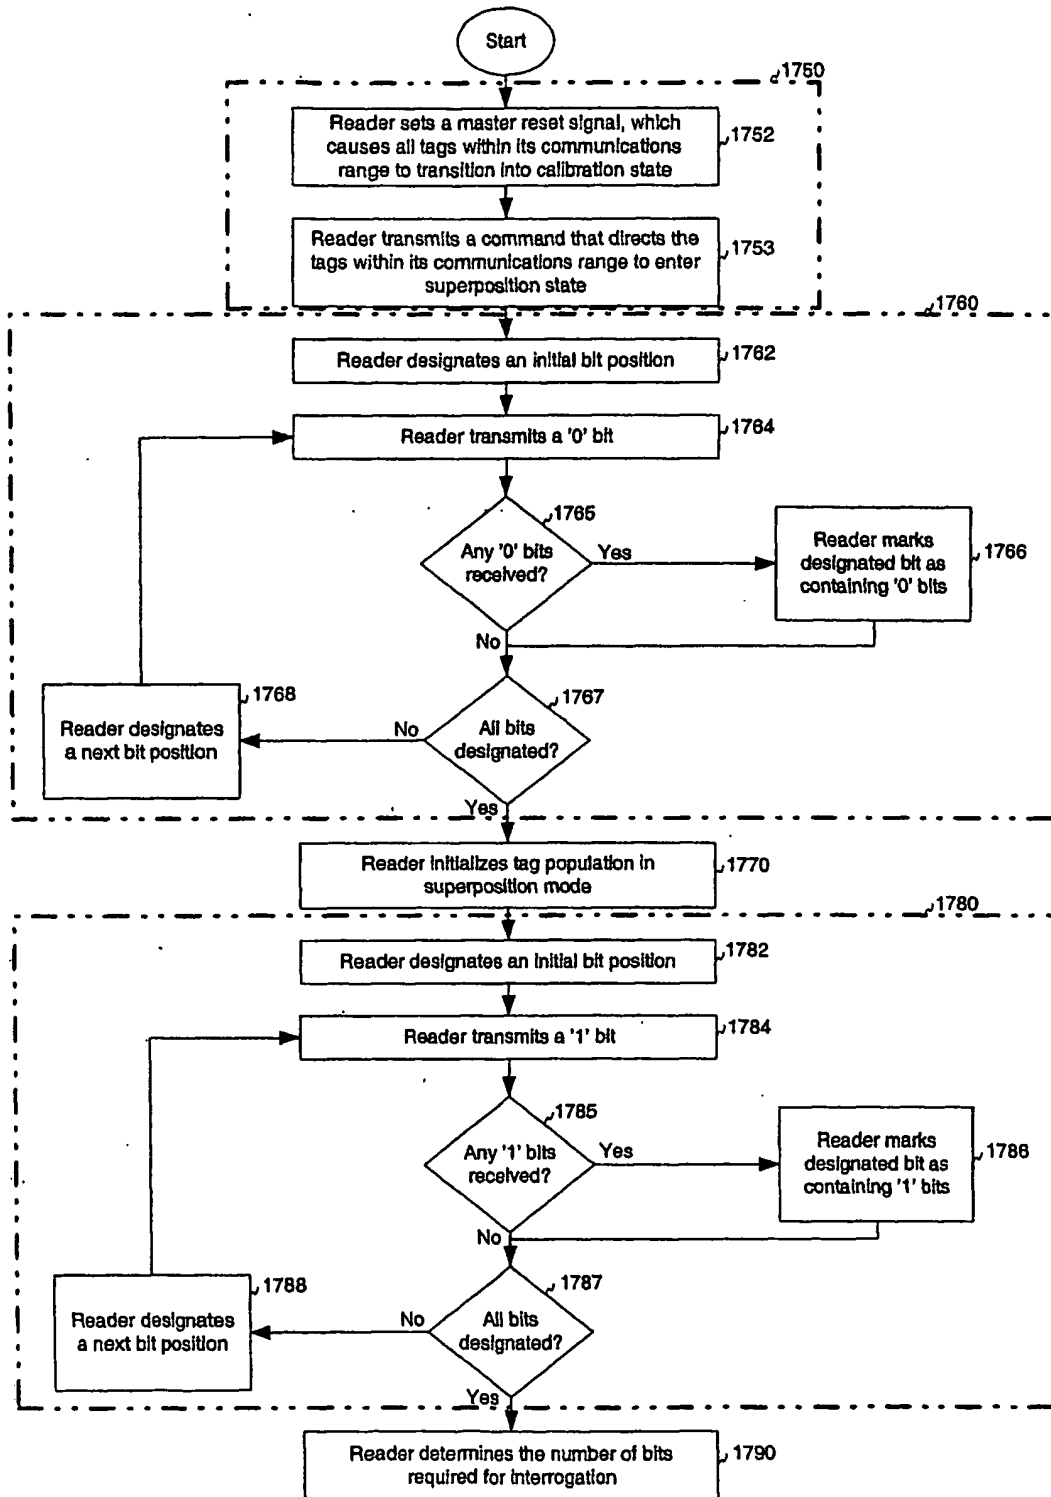 Start
1750
Reader sets a master reset signal, which
causes all tags within its communications
range to transition into calibration state
1752
Reader transmits a command that directs the
tags within its communications range to enter
superposition state
1753
1760
Reader designates an initial bit position
1762
Reader transmits a '0' bit
1764
1765
Any '0' bits
received?
Yes
Reader marks
designated bit as
containing '0' bits
1766
No
1767
All bits
designated?
No
1768
Reader designates
a next bit position
Yes
Reader initializes tag population in
superposition mode
1770
1780
Reader designates an initial bit position
1782
Reader transmits a '1' bit
1784
1785
Any '1' bits
received?
Yes
Reader marks
designated bit as
containing '1' bits
1786
No
1787
All bits
designated?
No
1788
Reader designates
a next bit position
Yes
Reader determines the number of bits
required for interrogation
1790